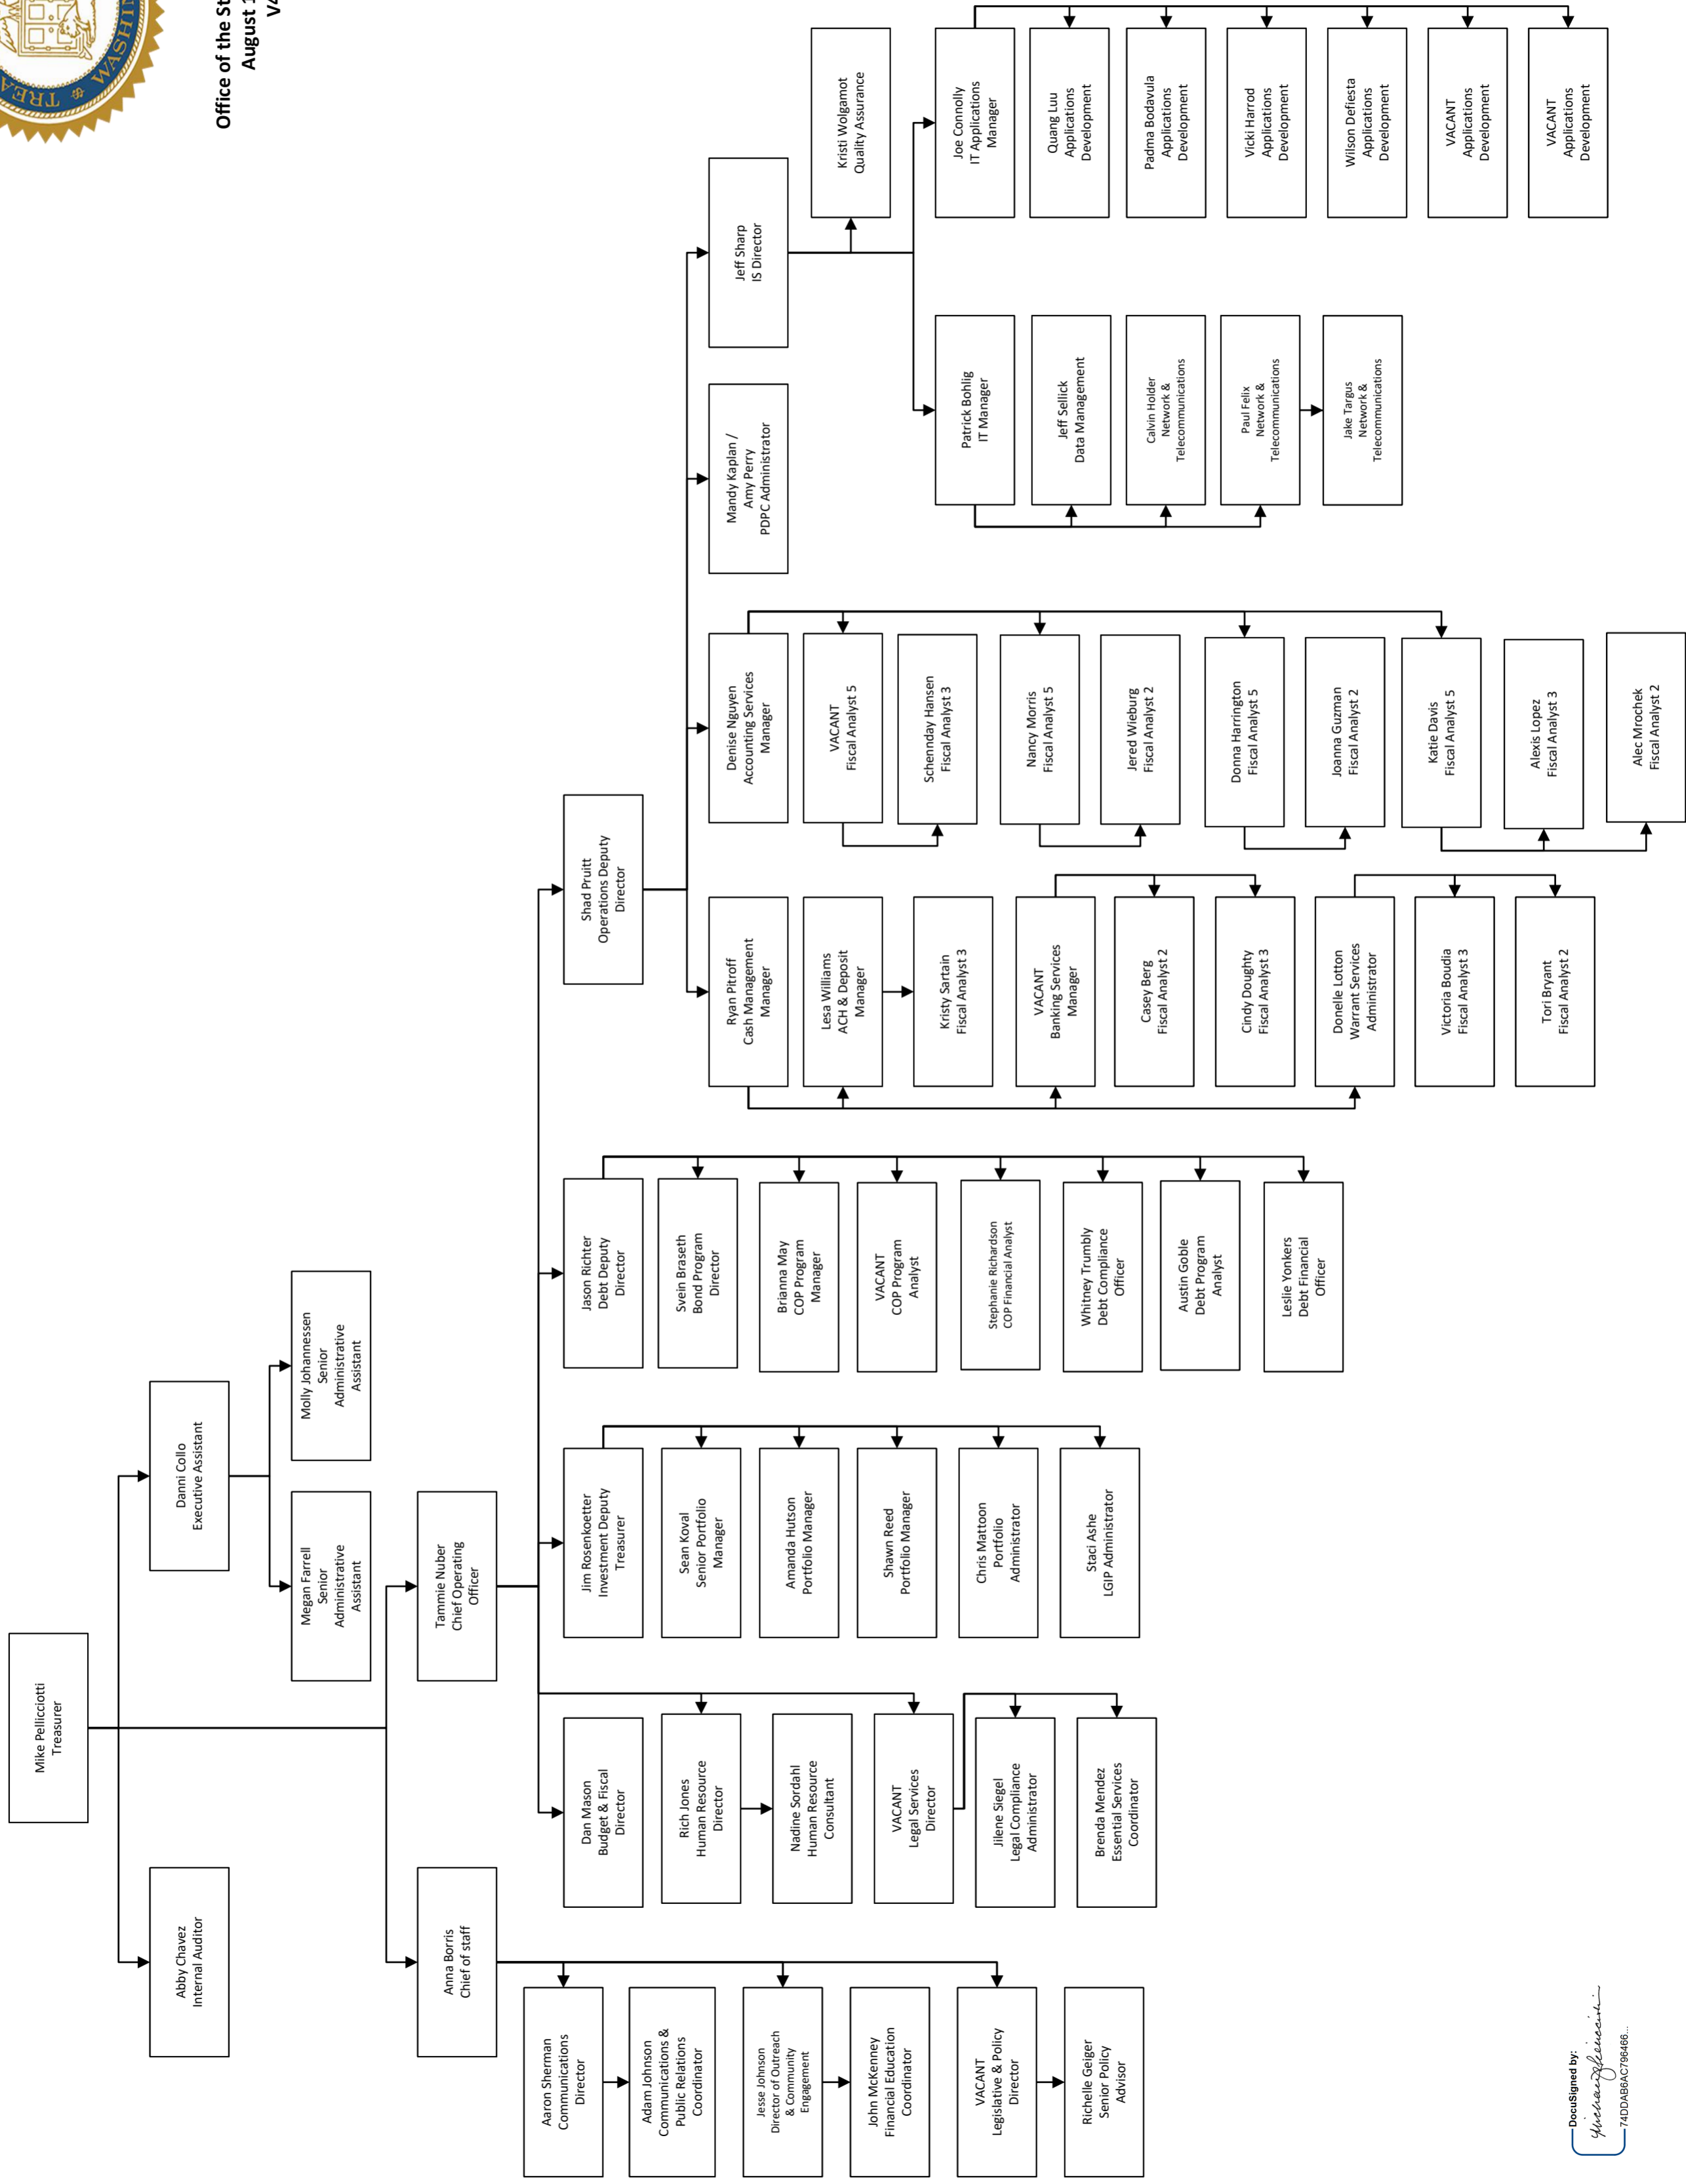 TREA
WASHI
Office of the St
August 1
V4
Mike Pellicciotti
Treasurer
Abby Chavez
Internal Auditor
Danni Collo
Executive Assistant
Megan Farrell
Senior
Administrative
Assistant
Molly Johannessen
Senior
Administrative
Assistant
Anna Borris
Chief of staff
Tammie Nuber
Chief Operating
Officer
Aaron Sherman
Communications
Director
Adam Johnson
Communications &
Public Relations
Coordinator
Jesse Johnson
Director of Outreach
& Community
Engagement
John McKenney
Financial Education
Coordinator
VACANT
Legislative & Policy
Director
Richelle Geiger
Senior Policy
Advisor
Dan Mason
Budget & Fiscal
Director
Rich Jones
Human Resource
Director
Nadine Sordahl
Human Resource
Consultant
VACANT
Legal Services
Director
Jilene Siegel
Legal Compliance
Administrator
Brenda Mendez
Essential Services
Coordinator
Jim Rosenkoetter
Investment Deputy
Treasurer
Sean Koval
Senior Portfolio
Manager
Amanda Hutson
Portfolio Manager
Shawn Reed
Portfolio Manager
Chris Mattoon
Portfolio
Administrator
Staci Ashe
LGIP Administrator
Jason Richter
Debt Deputy
Director
Svein Braseth
Bond Program
Director
Brianna May
COP Program
Manager
VACANT
COP Program
Analyst
Stephanie Richardson
COP Financial Analyst
Whitney Trumbly
Debt Compliance
Officer
Austin Goble
Debt Program
Analyst
Leslie Yonkers
Debt Financial
Officer
Shad Pruitt
Operations Deputy
Director
Ryan Pitroff
Cash Management
Manager
Lesa Williams
ACH & Deposit
Manager
Kristy Sartain
Fiscal Analyst 3
VACANT
Banking Services
Manager
Casey Berg
Fiscal Analyst 2
Cindy Doughty
Fiscal Analyst 3
Donelle Lotton
Warrant Services
Administrator
Victoria Boudia
Fiscal Analyst 3
Tori Bryant
Fiscal Analyst 2
Denise Nguyen
Accounting Services
Manager
VACANT
Fiscal Analyst 5
Schennday Hansen
Fiscal Analyst 3
Nancy Morris
Fiscal Analyst 5
Jered Wieburg
Fiscal Analyst 2
Donna Harrington
Fiscal Analyst 5
Joanna Guzman
Fiscal Analyst 2
Katie Davis
Fiscal Analyst 5
Alexis Lopez
Fiscal Analyst 3
Alec Mrochek
Fiscal Analyst 2
Mandy Kaplan /
Amy Perry
PDPC Administrator
Jeff Sharp
IS Director
Kristi Wolgamot
Quality Assurance
Patrick Bohlig
IT Manager
Jeff Sellick
Data Management
Calvin Holder
Network &
Telecommunications
Paul Felix
Network &
Telecommunications
Jake Targus
Network &
Telecommunications
Joe Connolly
IT Applications
Manager
Quang Luu
Applications
Development
Padma Bodavula
Applications
Development
Vicki Harrod
Applications
Development
Wilson Defiesta
Applications
Development
VACANT
Applications
Development
VACANT
Applications
Development
DocuSigned by:
74DDAB6AC796466...